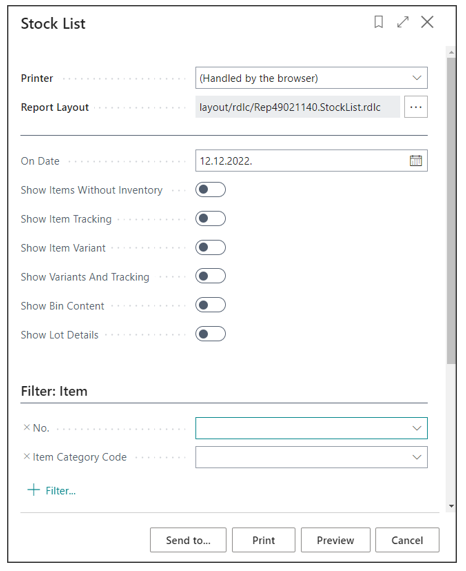 Stock List
Printer (Handled by the browser)
Report Layout layout/rdlc/Rep49021140.StockList.rdlc ...
On Date 12.12.2022.
Show Items Without Inventory
Show Item Tracking
Show Item Variant
Show Variants And Tracking
Show Bin Content
Show Lot Details
Filter: Item
× No.
× Item Category Code
+ Filter...
Send to... Print Preview Cancel